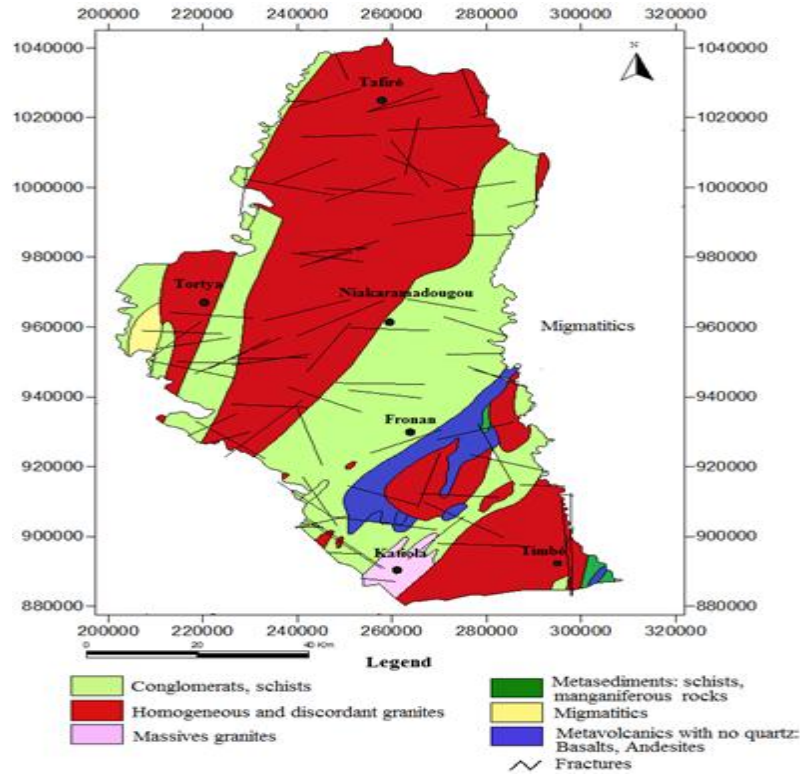 200000 220000 240000 260000 280000 300000 320000
1040000 1040000
N
Tafiré
1020000 1020000
1000000 1000000
980000 980000
Tortya
Niakaramadougou
960000 960000
Migmatitics
940000 940000
Fronan
920000 920000
900000 900000
Katiola Timbé
880000 880000
200000 220000 240000 260000 280000 300000 320000
0 20 40 Km
Legend
Conglomerats, schists
Homogeneous and discordant granites
Massives granites
Metasediments: schists,
manganiferous rocks
Migmatitics
Metavolcanics with no quartz:
Basalts, Andesites
Fractures